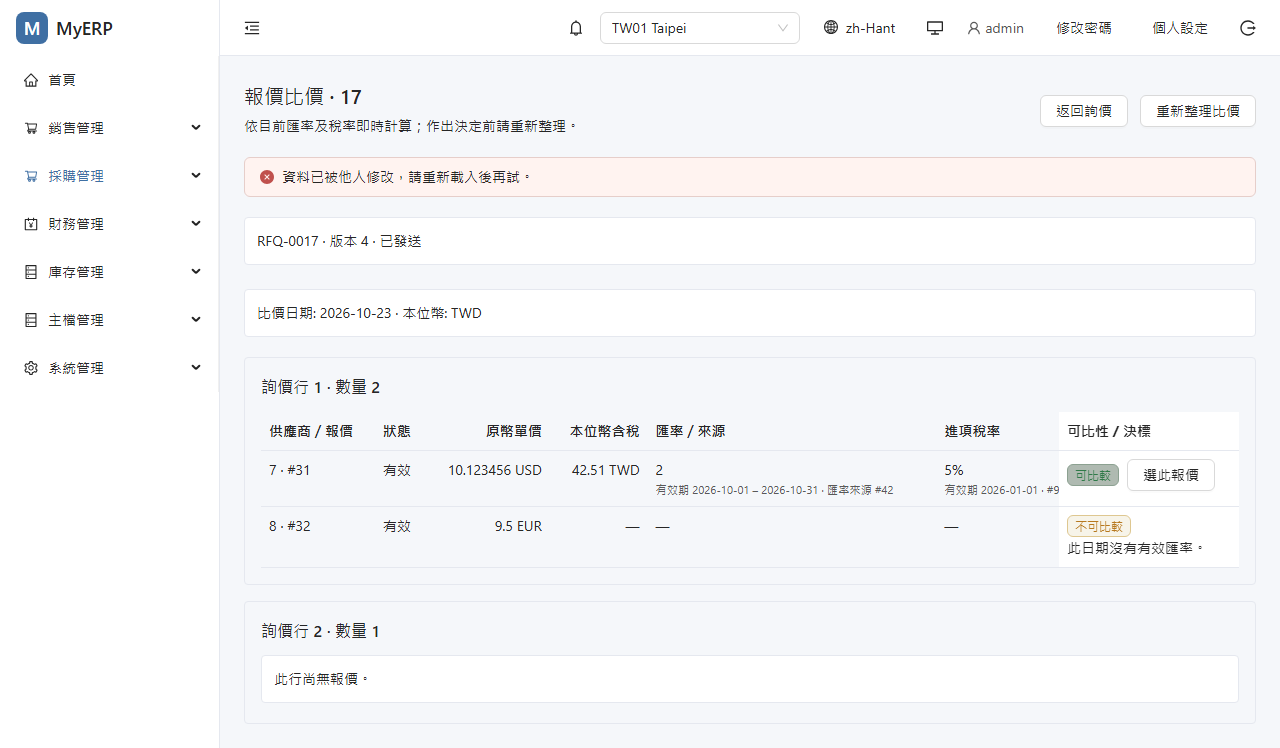 M MyERP
TW01 Taipei
zh-Hant
admin
修改密碼
個人設定
首頁
銷售管理
採購管理
財務管理
庫存管理
主檔管理
系統管理
報價比價 · 17
依目前匯率及稅率即時計算；作出決定前請重新整理。
返回詢價
重新整理比價
資料已被他人修改，請重新載入後再試。
RFQ-0017 · 版本 4 · 已發送
比價日期: 2026-10-23 · 本位幣: TWD
詢價行 1 · 數量 2
供應商 / 報價 狀態 原幣單價 本位幣含稅 匯率 / 來源 進項稅率 可比性 / 決標
7 · #31 有效 10.123456 USD 42.51 TWD 2 5% 可比較 選此報價
有效期 2026-10-01 – 2026-10-31 · 匯率來源 #42 有效期 2026-01-01 · #9
8 · #32 有效 9.5 EUR — — — 不可比較
此日期沒有有效匯率。
詢價行 2 · 數量 1
此行尚無報價。